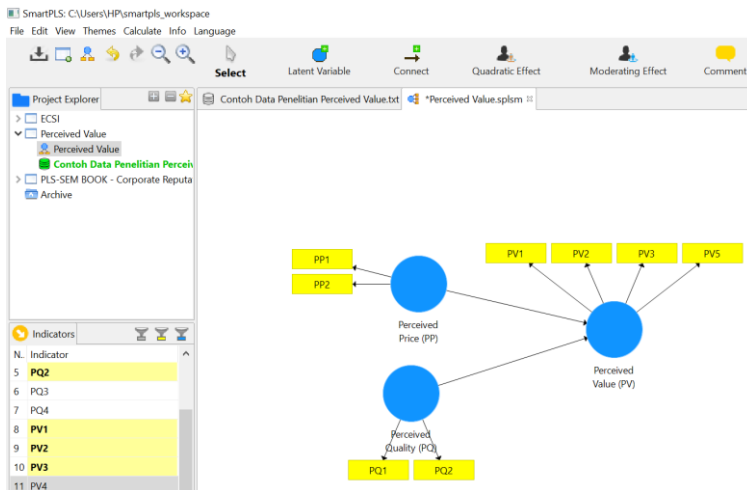 SmartPLS: C:\Users\HP\smartpls_workspace
File Edit View Themes Calculate Info Language
Select Latent Variable Connect Quadratic Effect Moderating Effect Comment
Project Explorer
Contoh Data Penelitian Perceived Value.txt *Perceived Value.splsm
ECSI
Perceived Value
Perceived Value
Contoh Data Penelitian Perceiv
PLS-SEM BOOK - Corporate Reputa
Archive
PV1 PV2 PV3 PV5
PP1
PP2
Perceived
Price (PP)
Perceived
Value (PV)
Perceived
Quality (PQ)
PQ1 PQ2
Indicators
N.. Indicator
5 PQ2
6 PQ3
7 PQ4
8 PV1
9 PV2
10 PV3
11 PV4